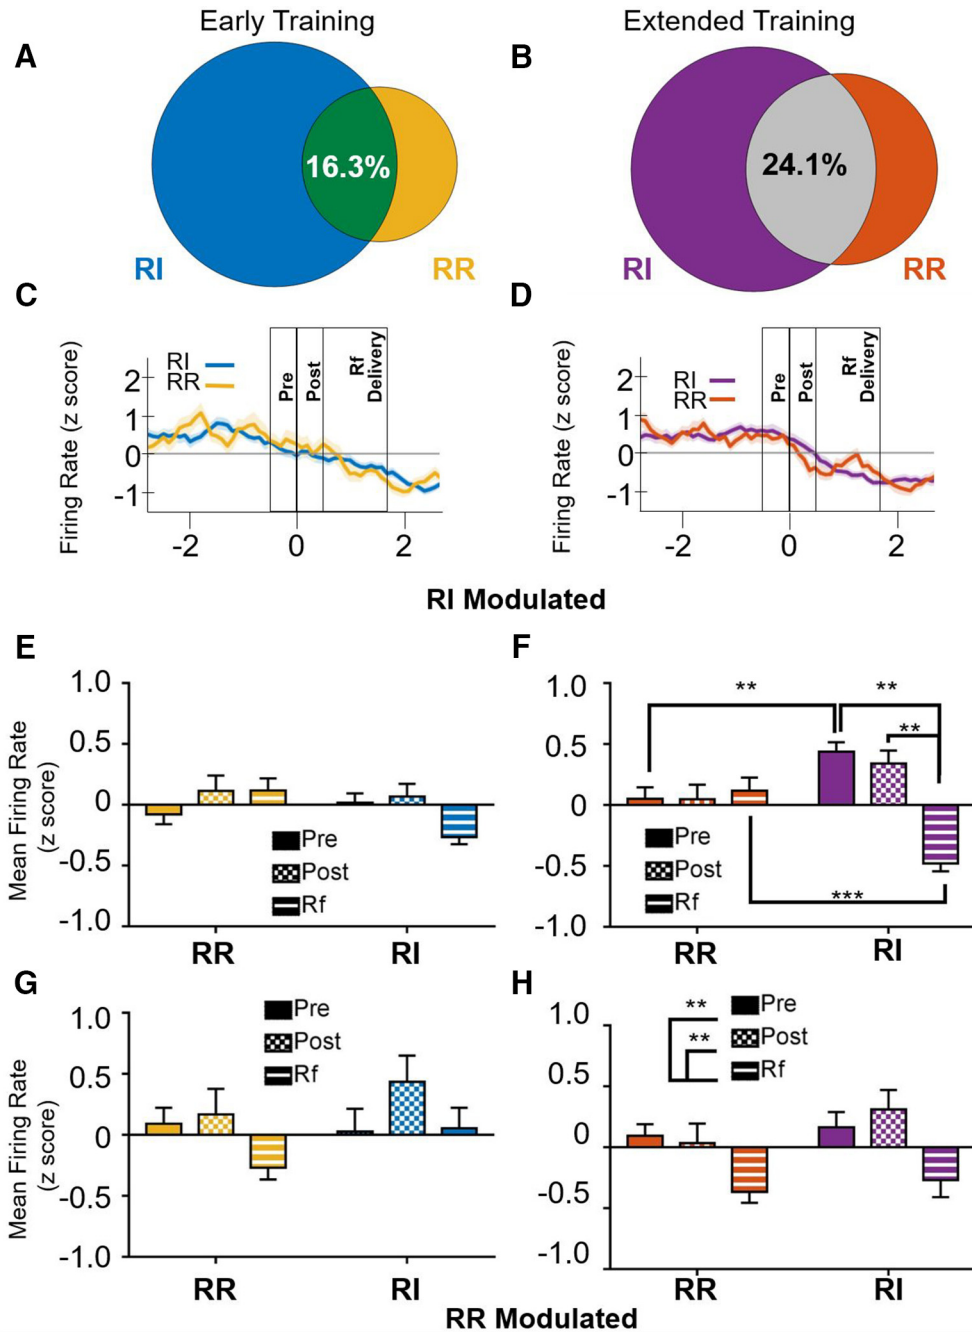 Early Training
Extended Training
A
B
16.3%
24.1%
RI
RR
RI
RR
C
D
Firing Rate (z score)
RI
RR
Pre
Post
Rf
Delivery
2
1
0
-1
-2
0
2
Firing Rate (z score)
RI
RR
Pre
Post
Rf
Delivery
2
1
0
-1
-2
0
2
RI Modulated
E
F
Mean Firing Rate
(z score)
1.0
0.5
0
-0.5
-1.0
Pre
Post
Rf
RR
RI
1.0
0.5
0
-0.5
-1.0
**
**
**
***
Pre
Post
Rf
RR
RI
G
H
Mean Firing Rate
(z score)
1.0
0.5
0
-0.5
-1.0
Pre
Post
Rf
RR
RI
1.0
0.5
0
-0.5
-1.0
**
**
Pre
Post
Rf
RR
RI
RR Modulated